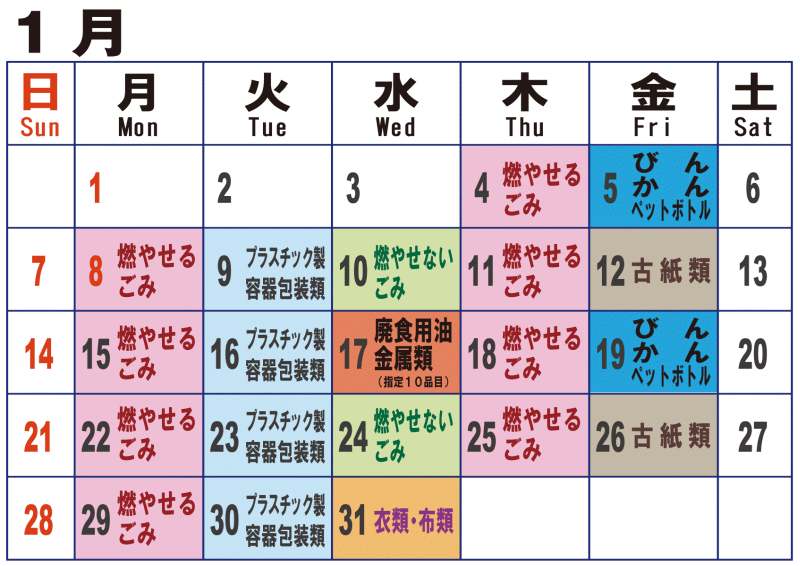 1月
日 月 火 水 木 金 土
Sun Mon Tue Wed Thu Fri Sat
1
2
3
4 燃やせる
ごみ
5 びん
かん
ペットボトル
6
7
8 燃やせる
ごみ
9 プラスチック製
容器包装類
10 燃やせない
ごみ
11 燃やせる
ごみ
12 古紙類
13
14
15 燃やせる
ごみ
16 プラスチック製
容器包装類
17 廃食用油
金属類
(指定10品目)
18 燃やせる
ごみ
19 びん
かん
ペットボトル
20
21
22 燃やせる
ごみ
23 プラスチック製
容器包装類
24 燃やせない
ごみ
25 燃やせる
ごみ
26 古紙類
27
28
29 燃やせる
ごみ
30 プラスチック製
容器包装類
31 衣類・布類